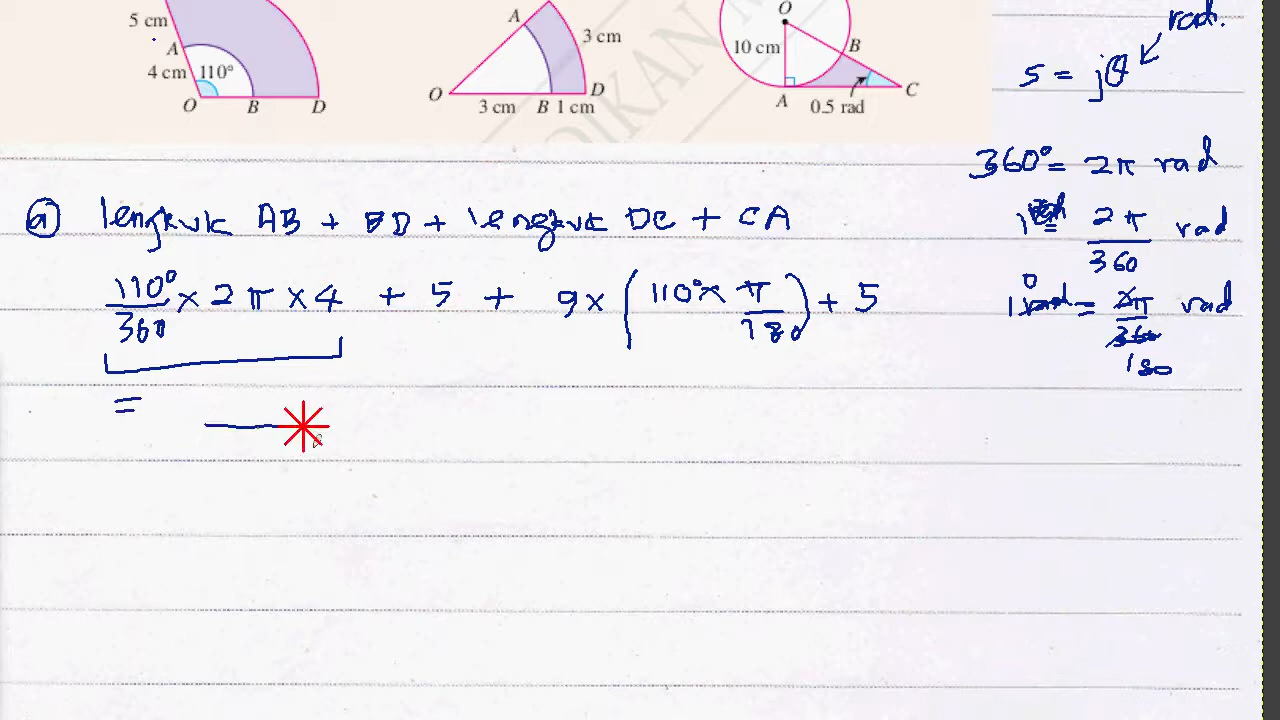 5 cm
A
4 cm 110°
O B D
A
3 cm
O D
3 cm B 1 cm
O
10 cm B
C
A 0.5 rad
rad.
s = jθ
360° = 2π rad
1 = 2π/360 rad
1° = 2π/360 180 rad
a) lengkuk AB + BD + lengkuk DC + CA
110°/360 × 2π × 4 + 5 + 9 × (110° × π/180) + 5
=